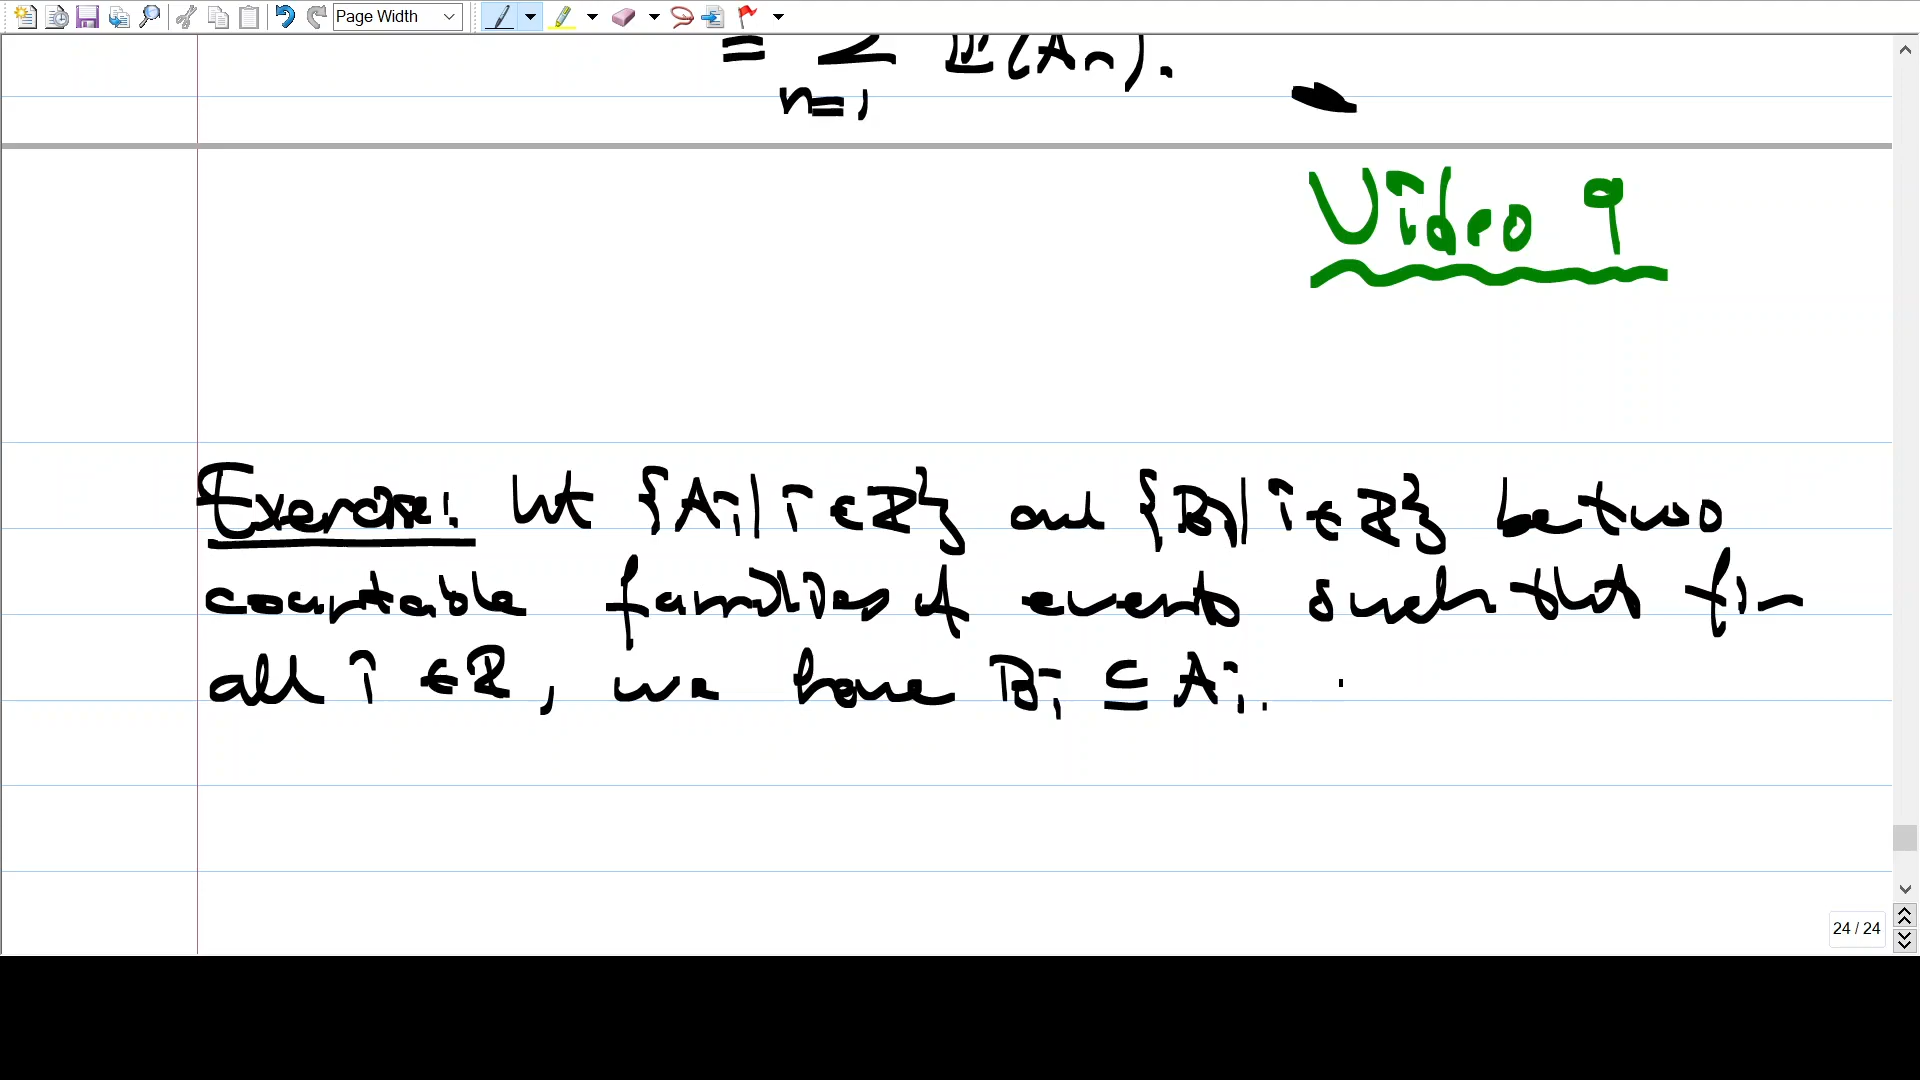 Page Width
= Σ P(An).
n=1
Video 9
Exercise: Let {Ai | i ∈ Z} and {Bi | i ∈ Z} be two
countable families of events such that for
all i ∈ Z, we have Bi ⊆ Ai.
24 / 24